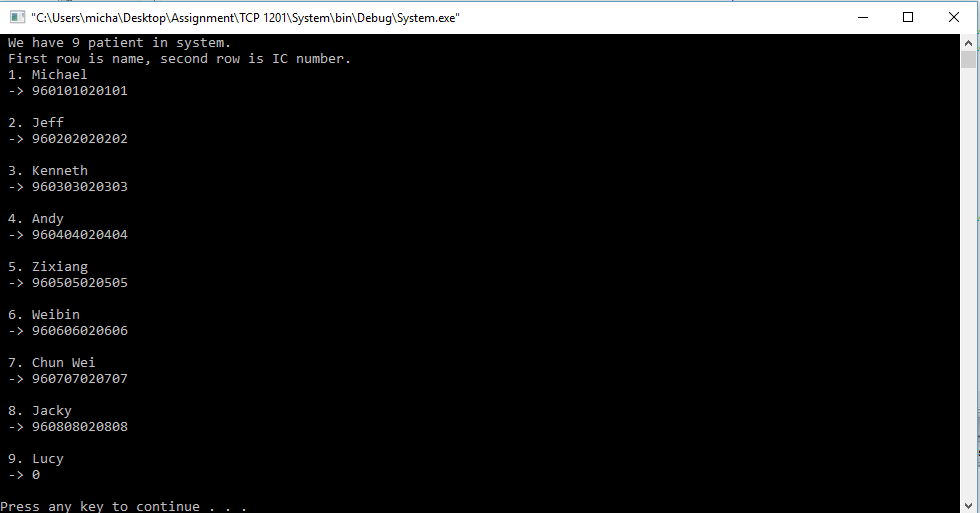 "C:\Users\micha\Desktop\Assignment\TCP 1201\System\bin\Debug\System.exe"
We have 9 patient in system.
First row is name, second row is IC number.
1. Michael
-> 960101020101
2. Jeff
-> 960202020202
3. Kenneth
-> 960303020303
4. Andy
-> 960404020404
5. Zixiang
-> 960505020505
6. Weibin
-> 960606020606
7. Chun Wei
-> 960707020707
8. Jacky
-> 960808020808
9. Lucy
-> 0
Press any key to continue . . .